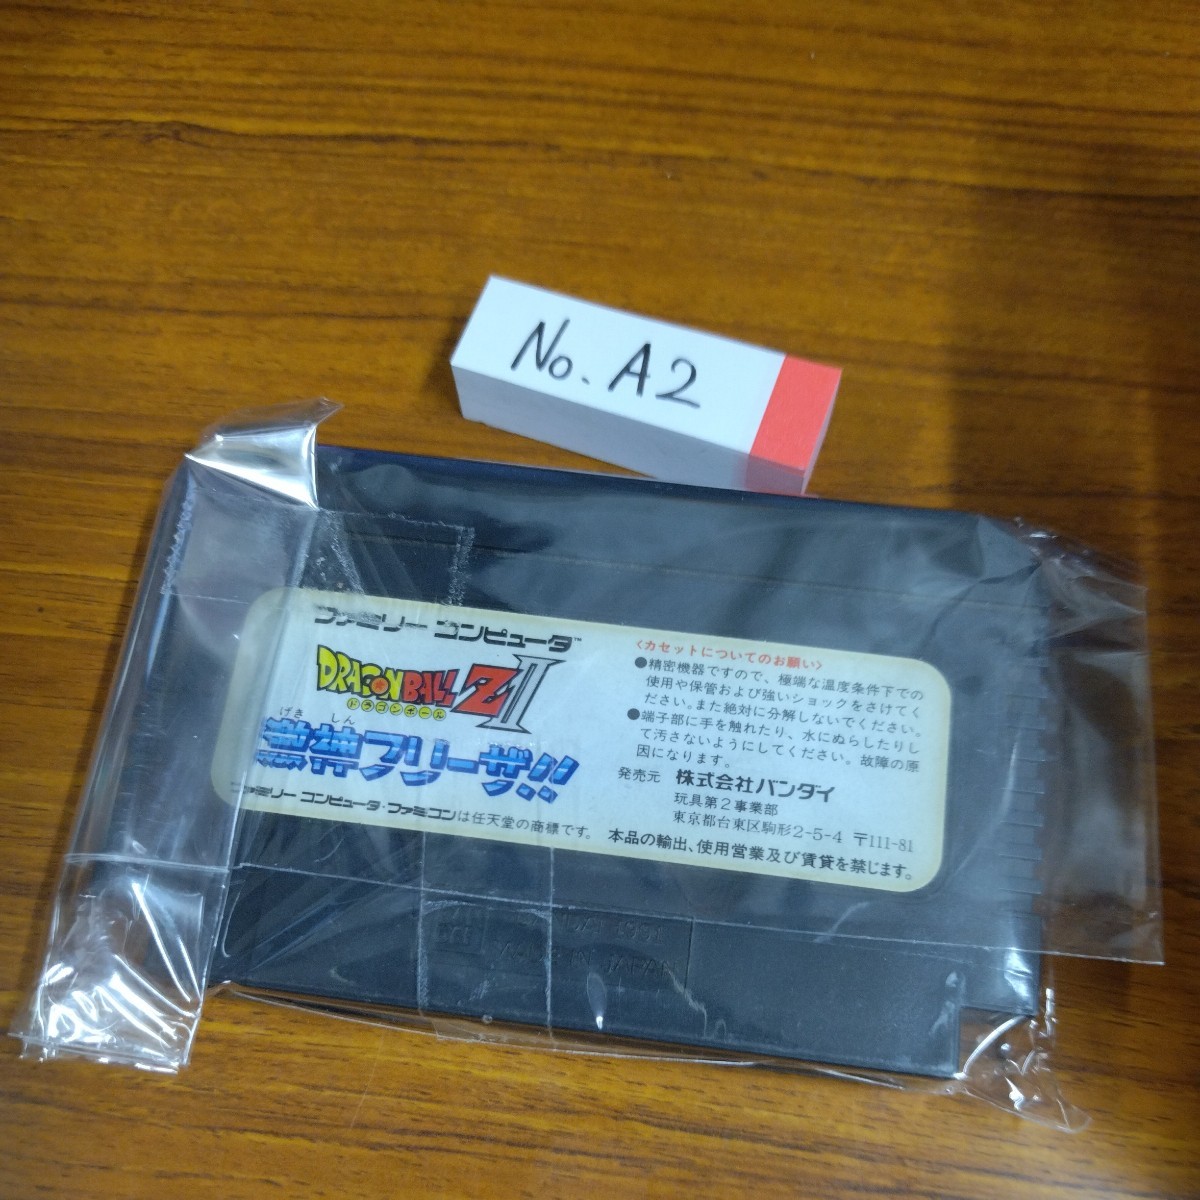 No. A2
ファミリー コンピュータ™
DRAGON BALL Z II
ドラゴンボール
げき しん
激神フリーザ!!
ファミリー コンピュータ・ファミコンは任天堂の商標です。
〈カセットについてのお願い〉
●精密機器ですので、極端な温度条件下での
使用や保管および強いショックをさけてく
ださい。また絶対に分解しないでください。
●端子部に手を触れたり、水にぬらしたりし
て汚さないようにしてください。故障の原
因になります。
発売元 株式会社バンダイ
玩具第2事業部
東京都台東区駒形2-5-4 〒111-81
本品の輸出、使用営業及び賃貸を禁じます。
1991
MADE IN JAPAN